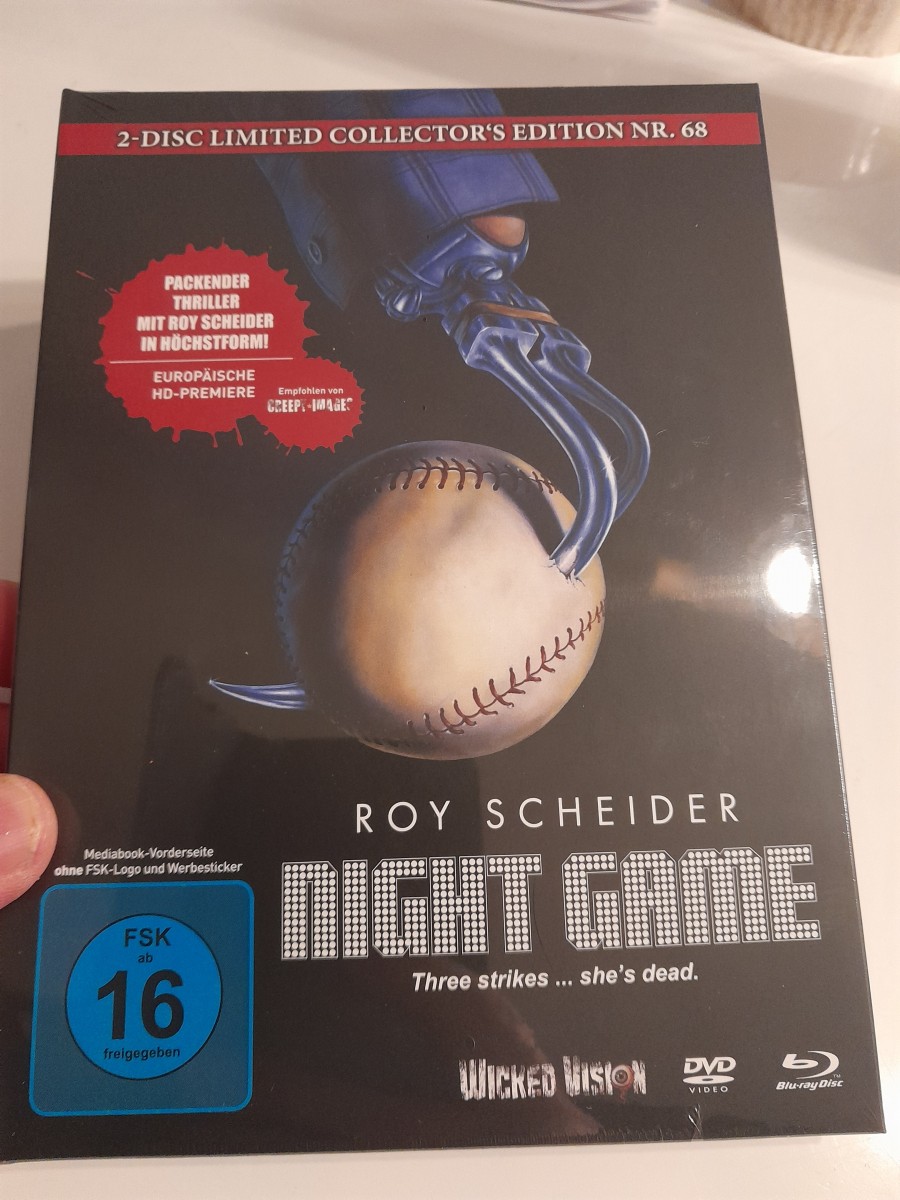 2-DISC LIMITED COLLECTOR'S EDITION NR. 68
PACKENDER
THRILLER
MIT ROY SCHEIDER
IN HÖCHSTFORM!
EUROPÄISCHE
HD-PREMIERE
Empfohlen von
CREEPY-IMAGES
ROY SCHEIDER
NIGHT GAME
Three strikes ... she's dead.
Mediabook-Vorderseite
ohne FSK-Logo und Werbesticker
FSK
ab
16
freigegeben
WICKED VISION
DVD
VIDEO
Blu-ray Disc
TM